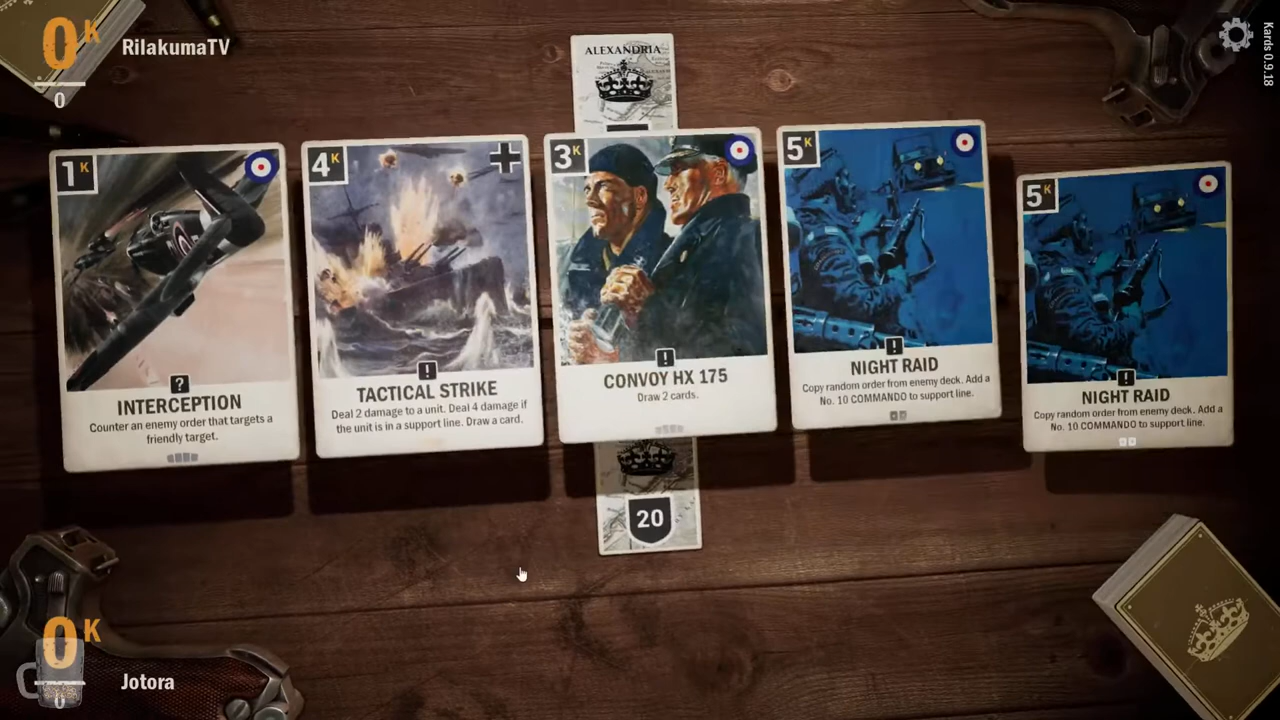 0K
RilakumaTV
0
Kards 0.9.18
ALEXANDRIA
1K
INTERCEPTION
Counter an enemy order that targets a
friendly target.
4K
TACTICAL STRIKE
Deal 2 damage to a unit. Deal 4 damage if
the unit is in a support line. Draw a card.
3K
CONVOY HX 175
Draw 2 cards.
5K
NIGHT RAID
Copy random order from enemy deck. Add a
No. 10 COMMANDO to support line.
5K
NIGHT RAID
Copy random order from enemy deck. Add a
No. 10 COMMANDO to support line.
20
0K
Jotora
0